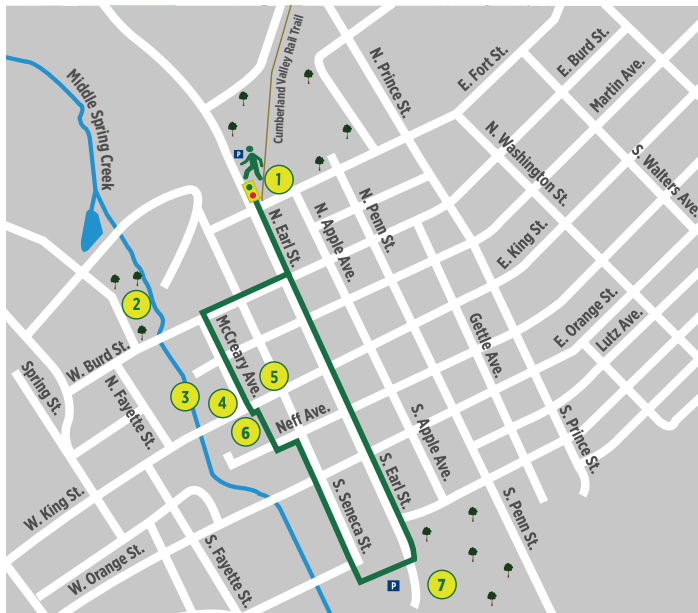 Middle Spring Creek
Cumberland Valley Rail Trail
N. Prince St.
E. Fort St.
E. Burd St.
Martin Ave.
P
1
N. Washington St.
S. Walters Ave.
N. Earl St.
N. Apple Ave.
N. Penn St.
E. King St.
2
W. Burd St.
McCreary Ave.
Gettle Ave.
E. Orange St.
Lutz Ave.
Spring St.
N. Fayette St.
3
4
5
6
Neff Ave.
S. Apple Ave.
S. Prince St.
W. King St.
S. Earl St.
S. Seneca St.
S. Penn St.
W. Orange St.
S. Fayette St.
P
7